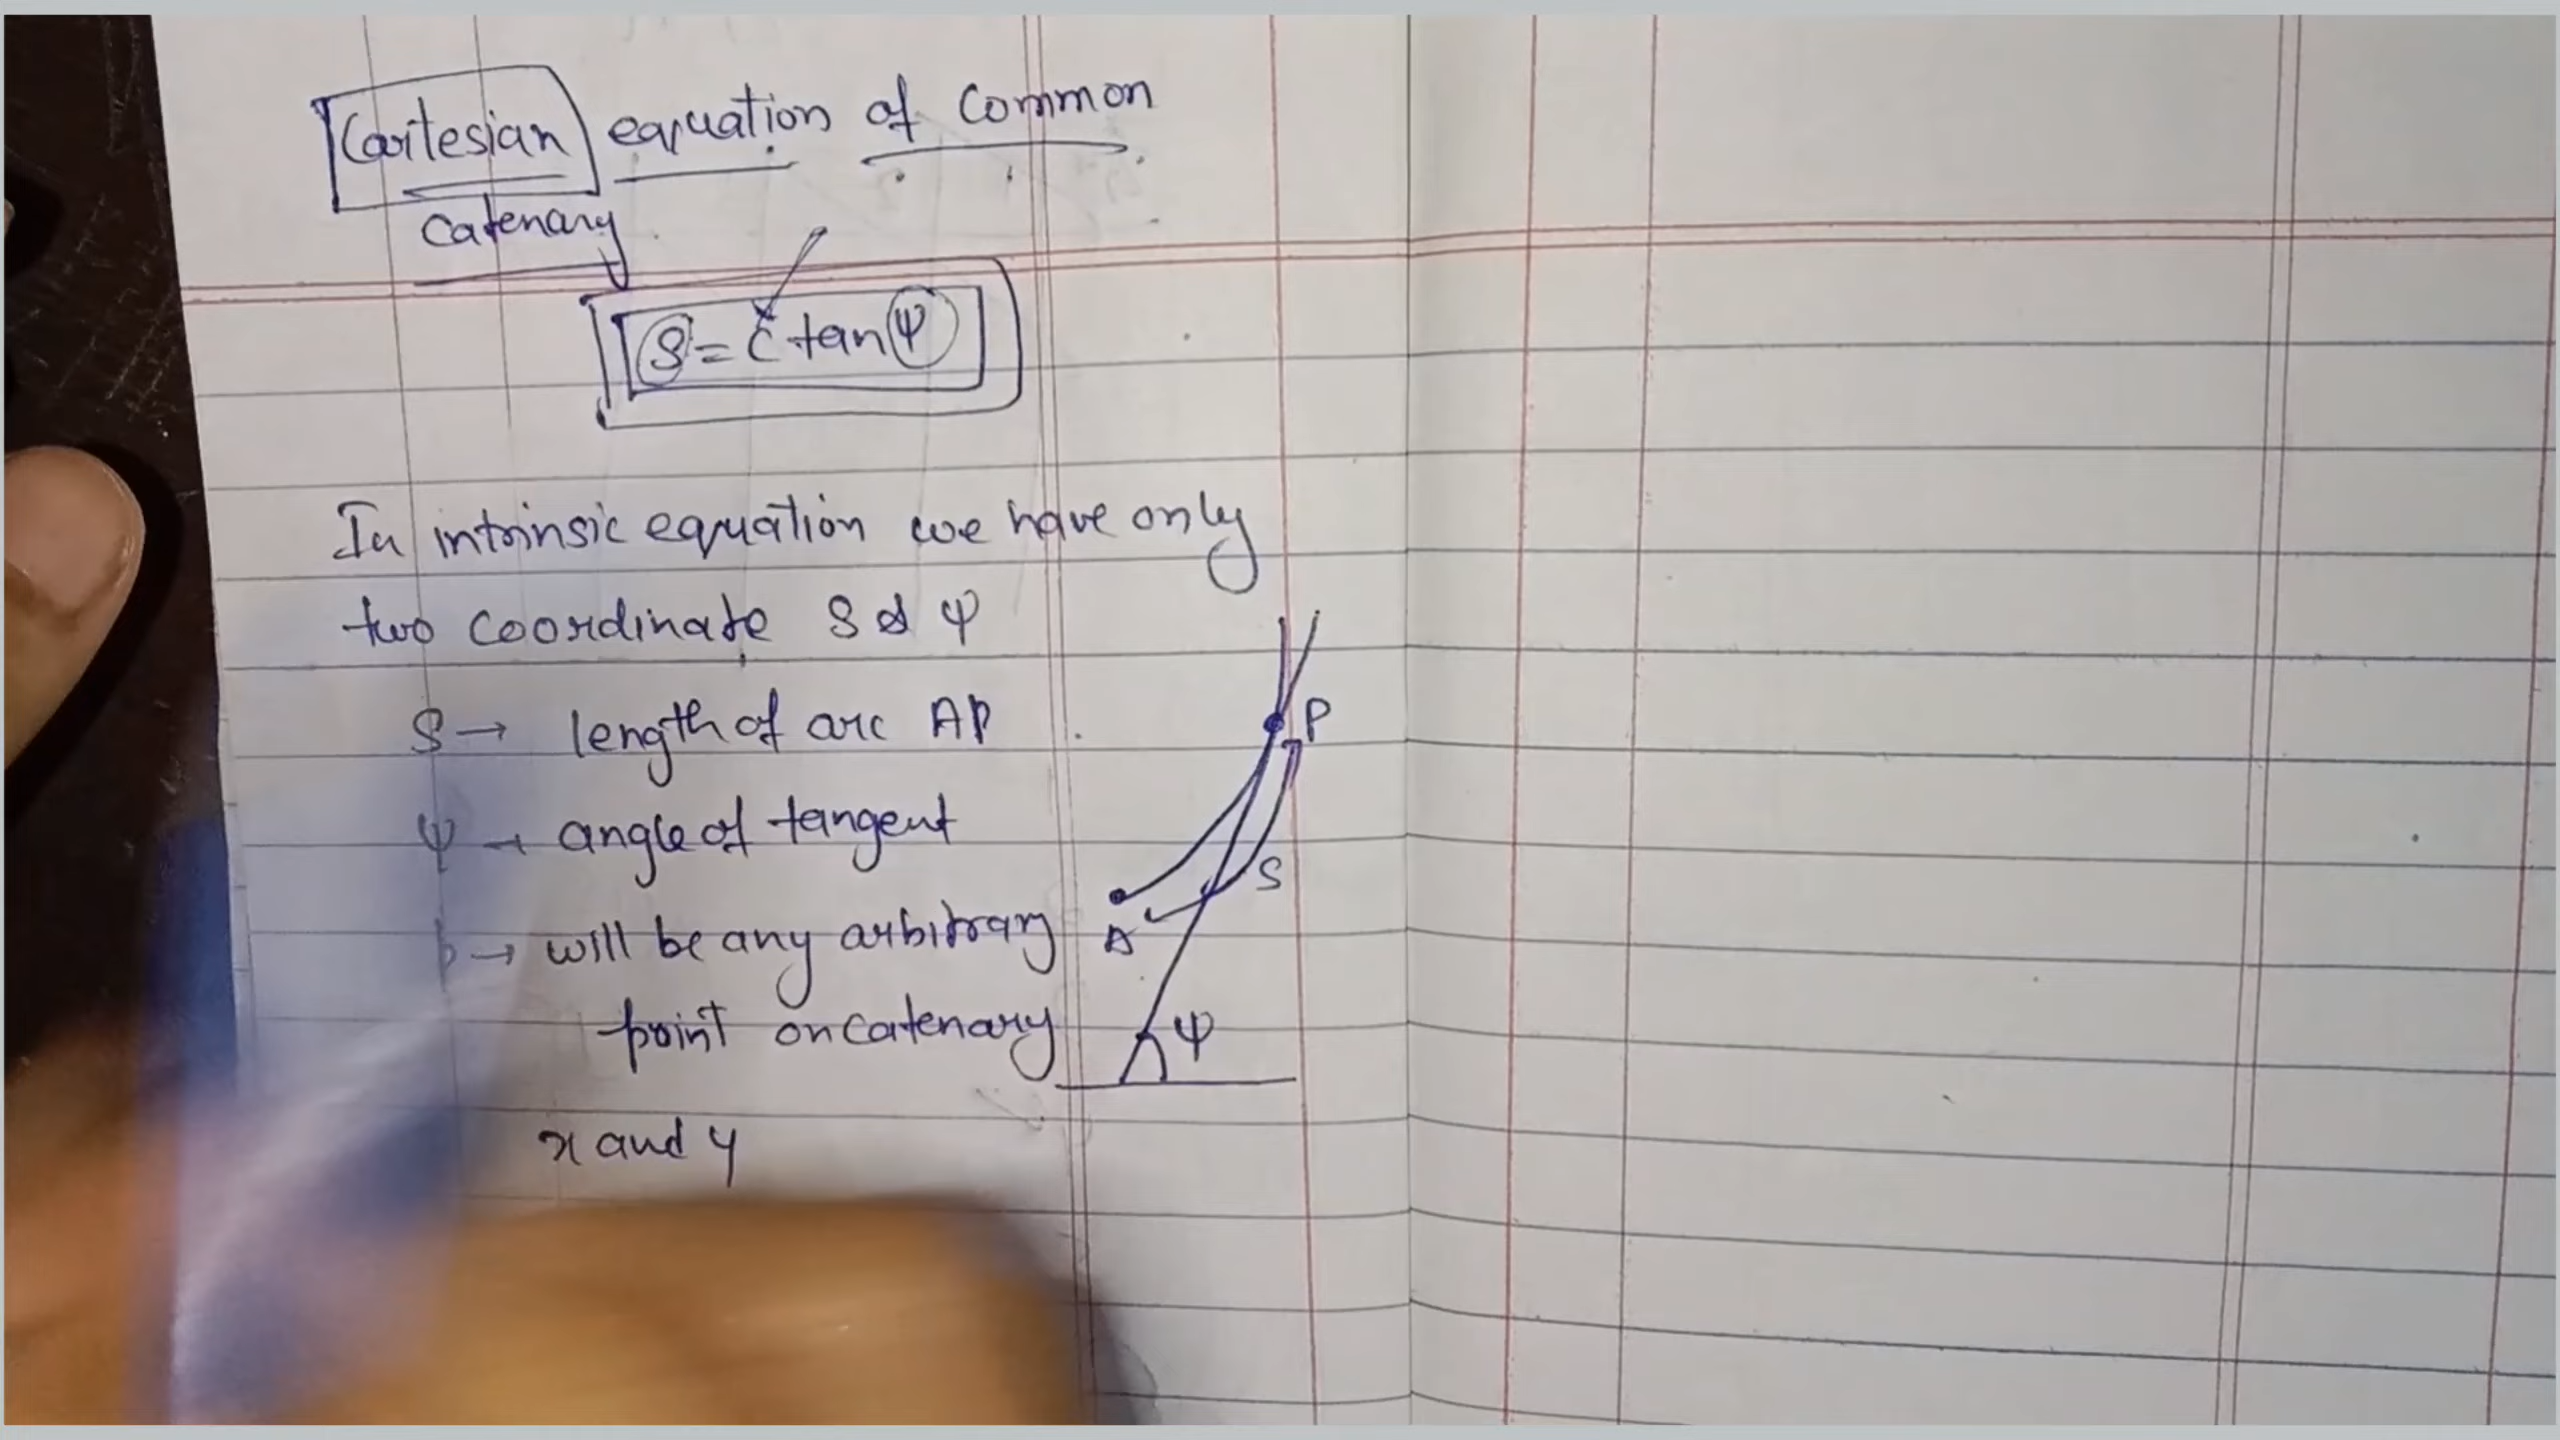 Cartesian equation of Common
Catenary
S = c tan ψ
In intrinsic equation we have only
two coordinate S & ψ
S → length of arc AP
ψ → angle of tangent
p → will be any arbitrary
point on catenary
x and y
P
S
A
ψ